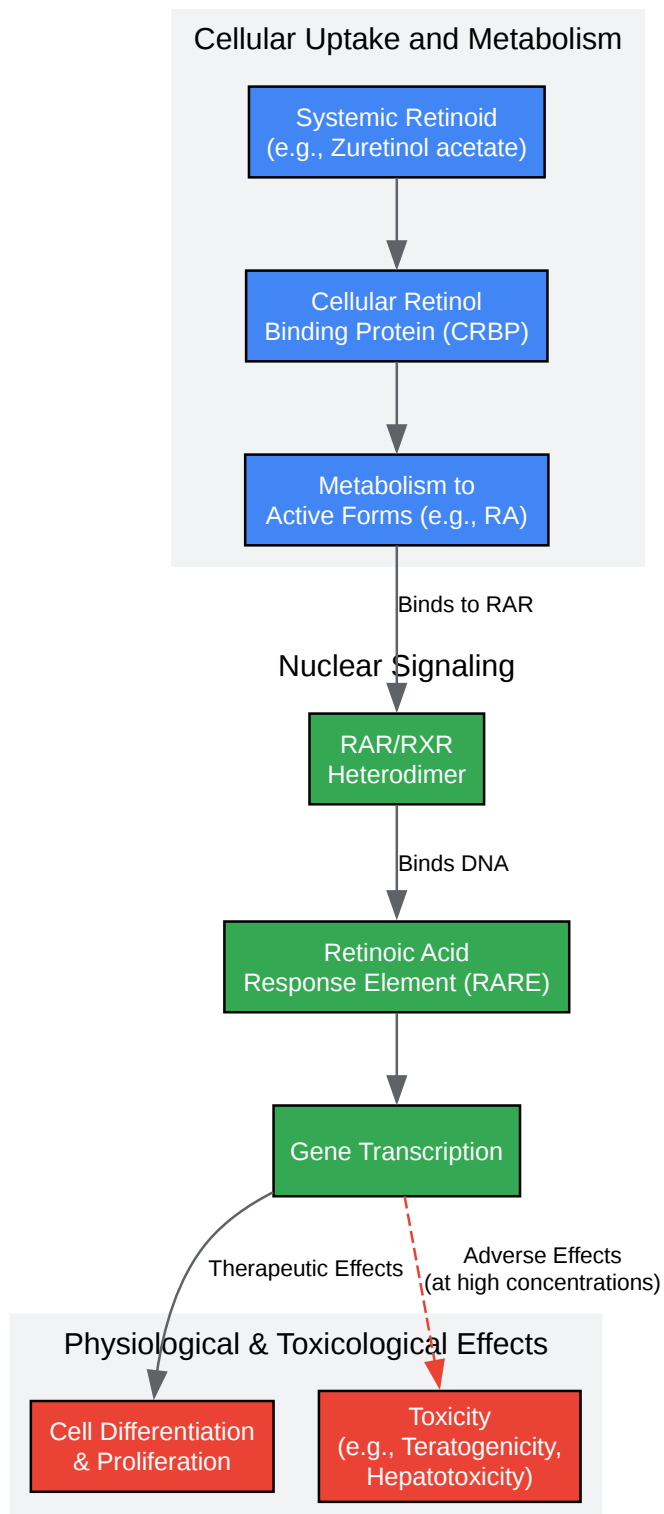 Cellular Uptake and Metabolism
Systemic Retinoid
(e.g., Zuretinol acetate)
Cellular Retinol
Binding Protein (CRBP)
Metabolism to
Active Forms (e.g., RA)
Binds to RAR
Nuclear Signaling
RAR/RXR
Heterodimer
Binds DNA
Retinoic Acid
Response Element (RARE)
Gene Transcription
Therapeutic Effects
Adverse Effects
(at high concentrations)
Physiological & Toxicological Effects
Cell Differentiation
& Proliferation
Toxicity
(e.g., Teratogenicity,
Hepatotoxicity)